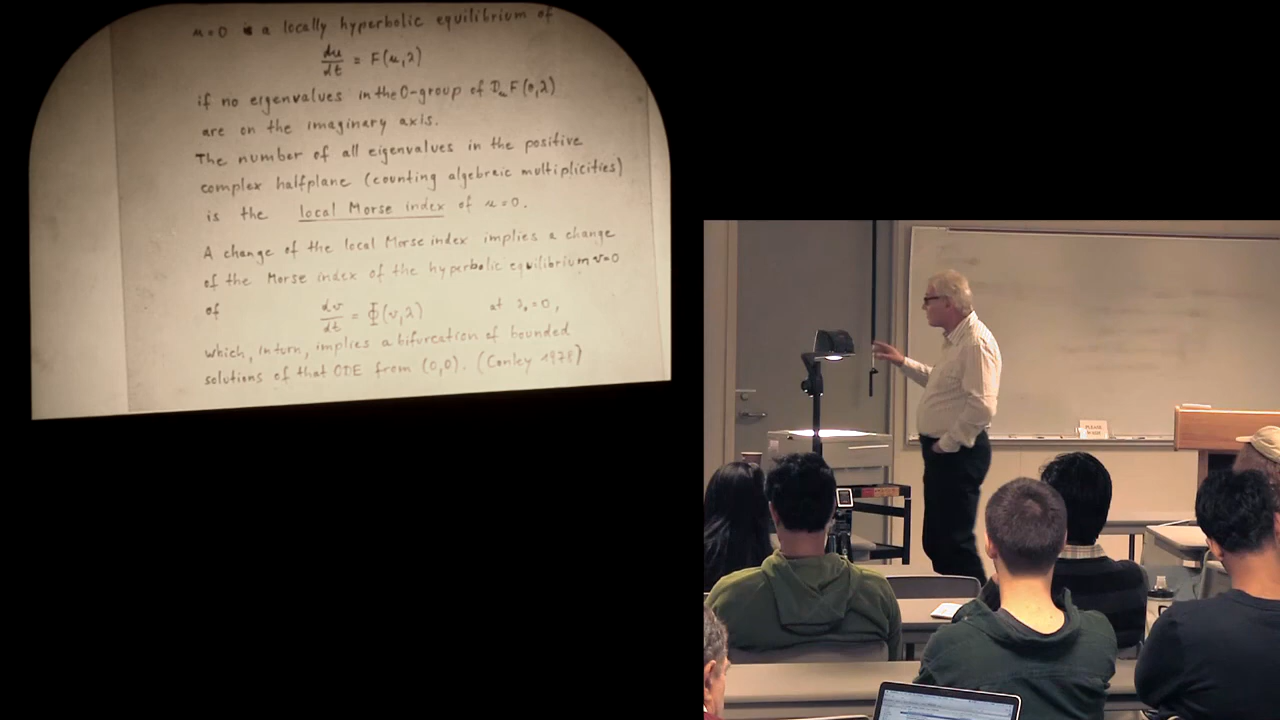 u=0 is a locally hyperbolic equilibrium of
du/dt = F(u,λ)
if no eigenvalues in the 0-group of D_uF(0,λ)
are on the imaginary axis.
The number of all eigenvalues in the positive
complex halfplane (counting algebraic multiplicities)
is the local Morse index of u=0.
A change of the local Morse index implies a change
of the Morse index of the hyperbolic equilibrium v=0
of dv/dt = Φ(v,λ) at λ₀=0,
which, in turn, implies a bifurcation of bounded
solutions of that ODE from (0,0). (Conley 1978)
PLEASE